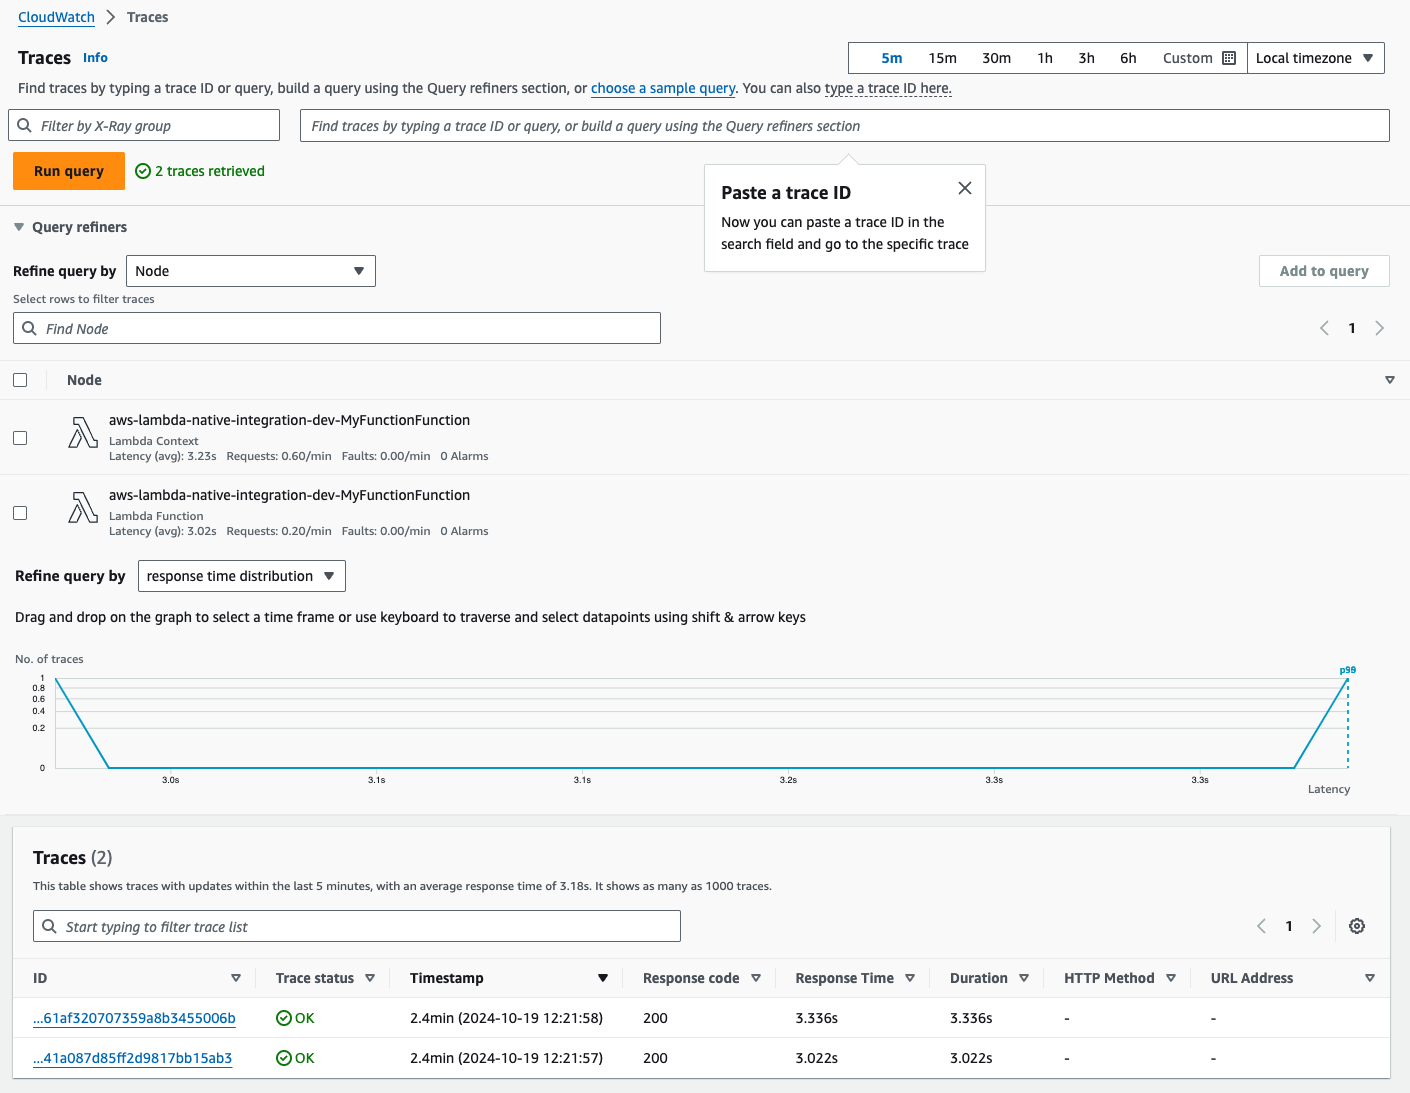 CloudWatch > Traces
Traces Info
5m 15m 30m 1h 3h 6h Custom Local timezone
Find traces by typing a trace ID or query, build a query using the Query refiners section, or choose a sample query. You can also type a trace ID here.
Filter by X-Ray group
Find traces by typing a trace ID or query, or build a query using the Query refiners section
Run query
2 traces retrieved
Paste a trace ID
Now you can paste a trace ID in the
search field and go to the specific trace
Query refiners
Refine query by Node
Add to query
Select rows to filter traces
Find Node
1
Node
aws-lambda-native-integration-dev-MyFunctionFunction
Lambda Context
Latency (avg): 3.23s Requests: 0.60/min Faults: 0.00/min 0 Alarms
aws-lambda-native-integration-dev-MyFunctionFunction
Lambda Function
Latency (avg): 3.02s Requests: 0.20/min Faults: 0.00/min 0 Alarms
Refine query by response time distribution
Drag and drop on the graph to select a time frame or use keyboard to traverse and select datapoints using shift & arrow keys
No. of traces
p99
1
0.8
0.6
0.4
0.2
0
3.0s 3.1s 3.1s 3.2s 3.3s 3.3s
Latency
Traces (2)
This table shows traces with updates within the last 5 minutes, with an average response time of 3.18s. It shows as many as 1000 traces.
Start typing to filter trace list
1
ID Trace status Timestamp Response code Response Time Duration HTTP Method URL Address
...61af320707359a8b3455006b OK 2.4min (2024-10-19 12:21:58) 200 3.336s 3.336s - -
...41a087d85ff2d9817bb15ab3 OK 2.4min (2024-10-19 12:21:57) 200 3.022s 3.022s - -